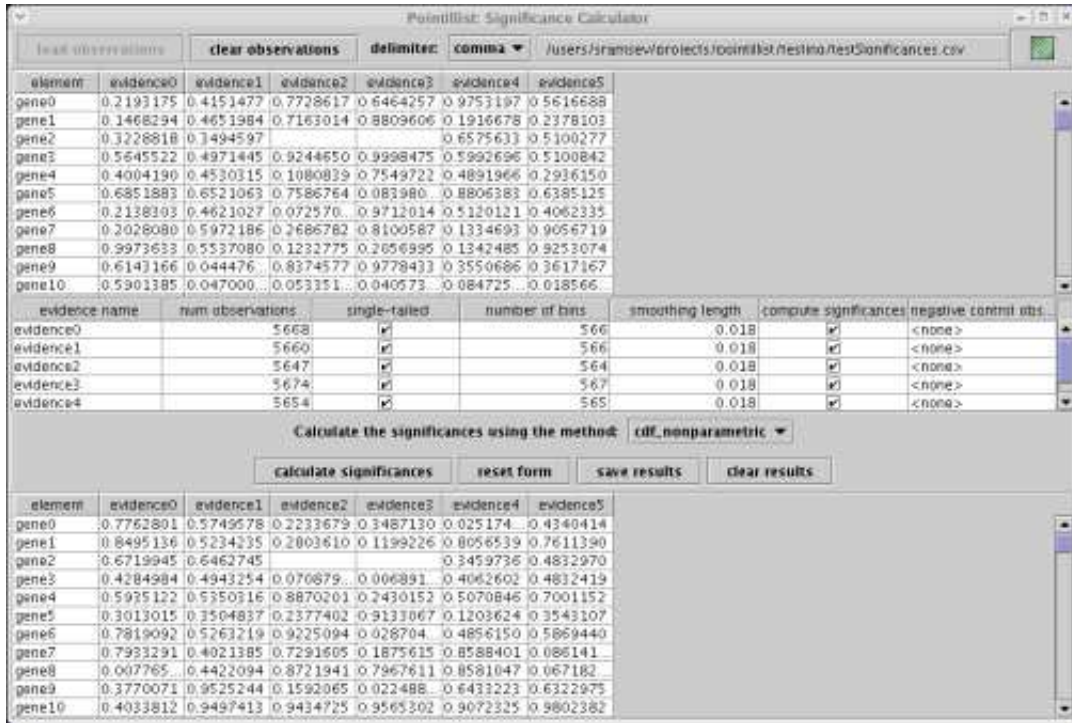 Pointillist: Significance Calculator
load observations clear observations delimiter: comma /users/sramsey/projects/pointillist/testing/testSignificances.csv
element evidence0 evidence1 evidence2 evidence3 evidence4 evidence5
gene0 0.2193175 0.4151477 0.7728617 0.6464257 0.9753197 0.5616688
gene1 0.1468294 0.4651984 0.7163014 0.8809606 0.1916678 0.2378103
gene2 0.3228818 0.3494597 0.6575633 0.5100277
gene3 0.5645522 0.4971445 0.9244650 0.9998475 0.5992696 0.5100842
gene4 0.4004190 0.4530315 0.1080839 0.7549722 0.4891966 0.2936150
gene5 0.6851883 0.6521063 0.7586764 0.083980... 0.8806383 0.6385125
gene6 0.2138303 0.4621027 0.072570... 0.9712014 0.5120121 0.4062335
gene7 0.2028080 0.5972186 0.2686782 0.8100587 0.1334693 0.9056719
gene8 0.9973633 0.5537080 0.1232775 0.2056995 0.1342485 0.9253074
gene9 0.6143166 0.044476... 0.8374577 0.9778433 0.3550686 0.3617167
gene10 0.5901385 0.047000... 0.053351... 0.040573... 0.084725... 0.018566...
evidence name num observations single-tailed number of bins smoothing length compute significances negative control obs...
evidence0 5668 566 0.018 <none>
evidence1 5660 566 0.018 <none>
evidence2 5647 564 0.018 <none>
evidence3 5674 567 0.018 <none>
evidence4 5654 565 0.018 <none>
Calculate the significances using the method: cdf_nonparametric
calculate significances reset form save results clear results
element evidence0 evidence1 evidence2 evidence3 evidence4 evidence5
gene0 0.7762801 0.5749578 0.2233679 0.3487130 0.025174... 0.4340414
gene1 0.8495136 0.5234235 0.2803610 0.1199226 0.8056539 0.7611390
gene2 0.6719945 0.6462745 0.3459736 0.4832970
gene3 0.4284984 0.4943254 0.070879... 0.006891... 0.4062602 0.4832419
gene4 0.5935122 0.5350316 0.8870201 0.2430152 0.5070846 0.7001152
gene5 0.3013015 0.3504837 0.2377402 0.9133067 0.1203624 0.3543107
gene6 0.7819092 0.5263219 0.9225094 0.028704... 0.4856150 0.5869440
gene7 0.7933291 0.4021385 0.7291605 0.1875615 0.8588401 0.086141...
gene8 0.007765... 0.4422094 0.8721941 0.7967611 0.8581047 0.067182...
gene9 0.3770071 0.9525244 0.1592065 0.022488... 0.6433223 0.6322975
gene10 0.4033812 0.9497413 0.9434725 0.9565302 0.9072325 0.9802382